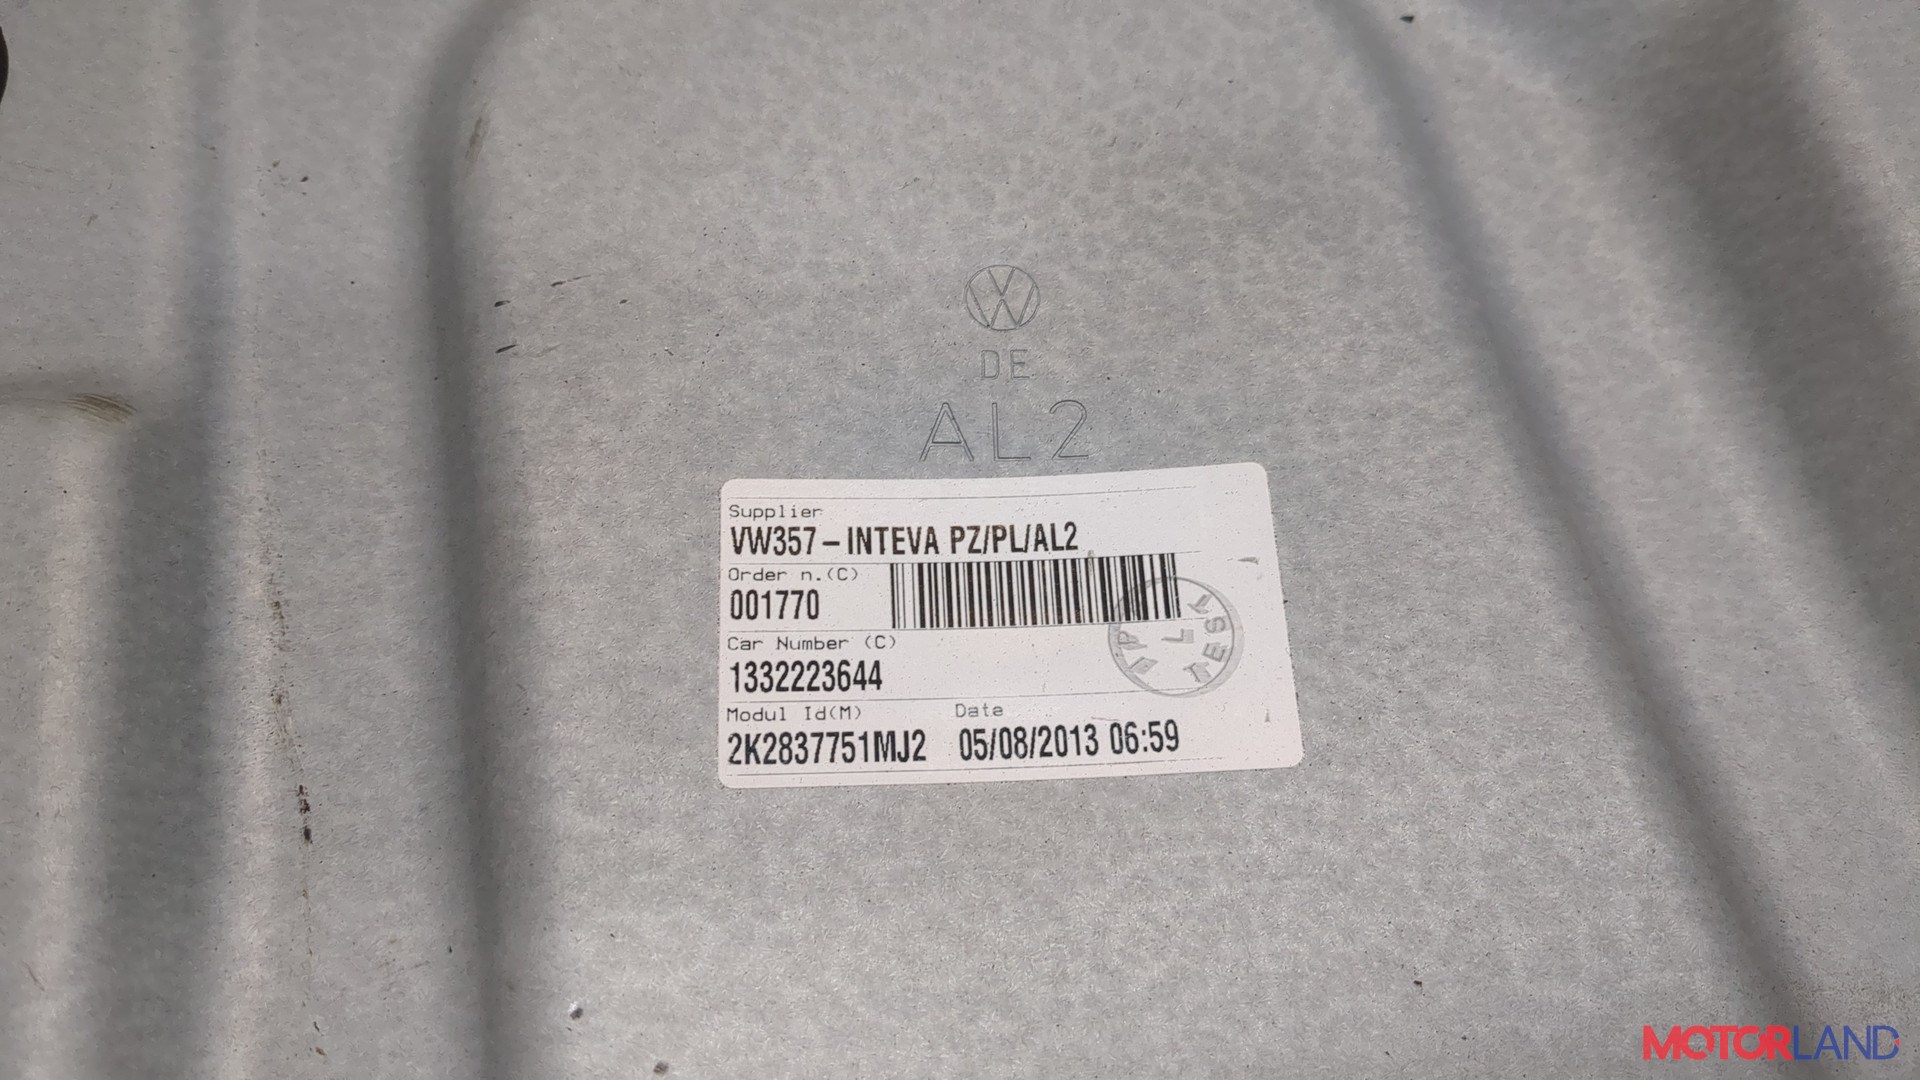 DE
AL2
Supplier
VW357 – INTEVA PZ/PL/AL2
Order n.(C)
001770
Car Number (C)
1332223644
Modul Id(M) Data
2K2837751MJ2 05/08/2013 06:59
MOTORLAND